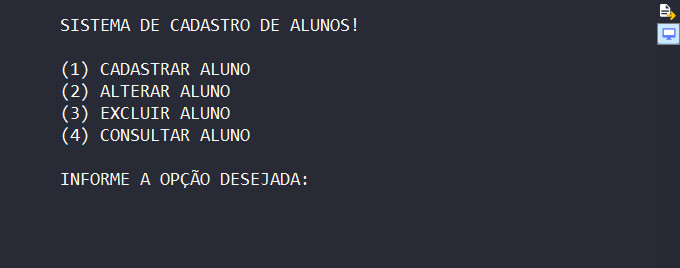 SISTEMA DE CADASTRO DE ALUNOS!
(1) CADASTRAR ALUNO
(2) ALTERAR ALUNO
(3) EXCLUIR ALUNO
(4) CONSULTAR ALUNO
INFORME A OPÇÃO DESEJADA: